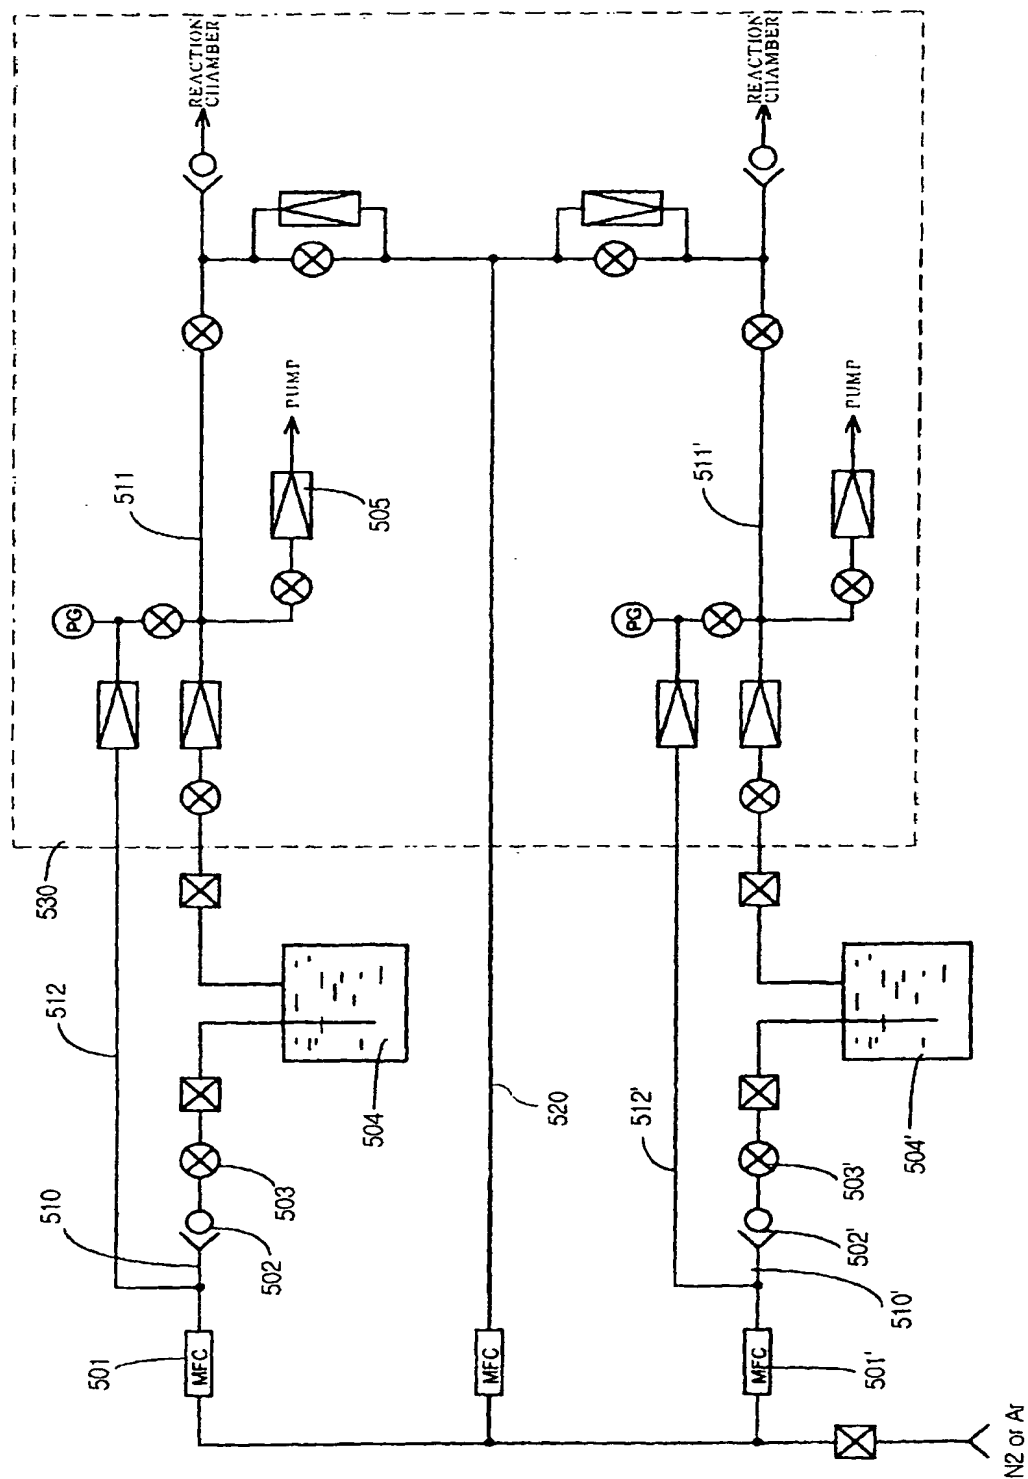 REACTION
CHAMBER
REACTION
CHAMBER
PUMP
PUMP
511
505
511'
PG
PG
530
512
504
520
512'
504'
510
503
502
503'
502'
510'
501
MFC
MFC
MFC
501'
N2 or Ar